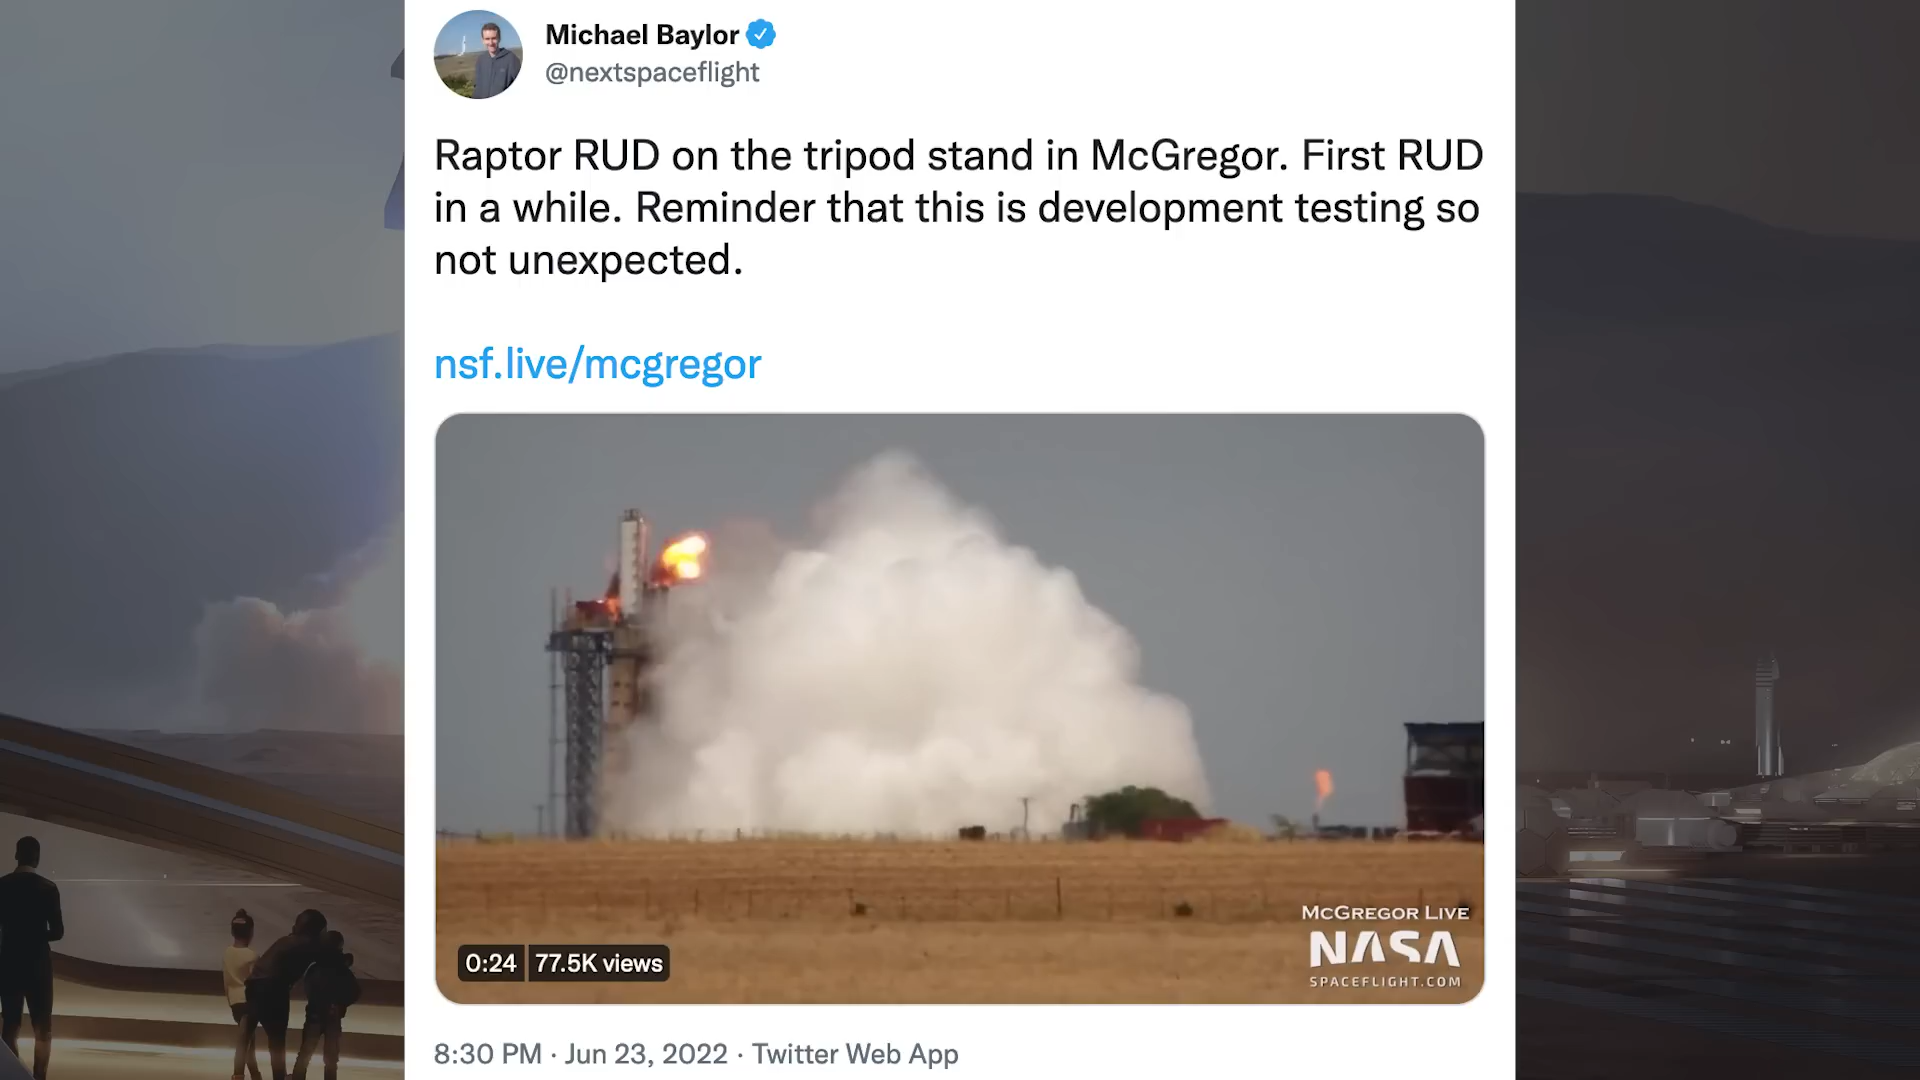 Michael Baylor
@nextspaceflight
Raptor RUD on the tripod stand in McGregor. First RUD
in a while. Reminder that this is development testing so
not unexpected.
nsf.live/mcgregor
McGregor Live
NASA
SPACEFLIGHT.COM
0:24 77.5K views
8:30 PM · Jun 23, 2022 · Twitter Web App